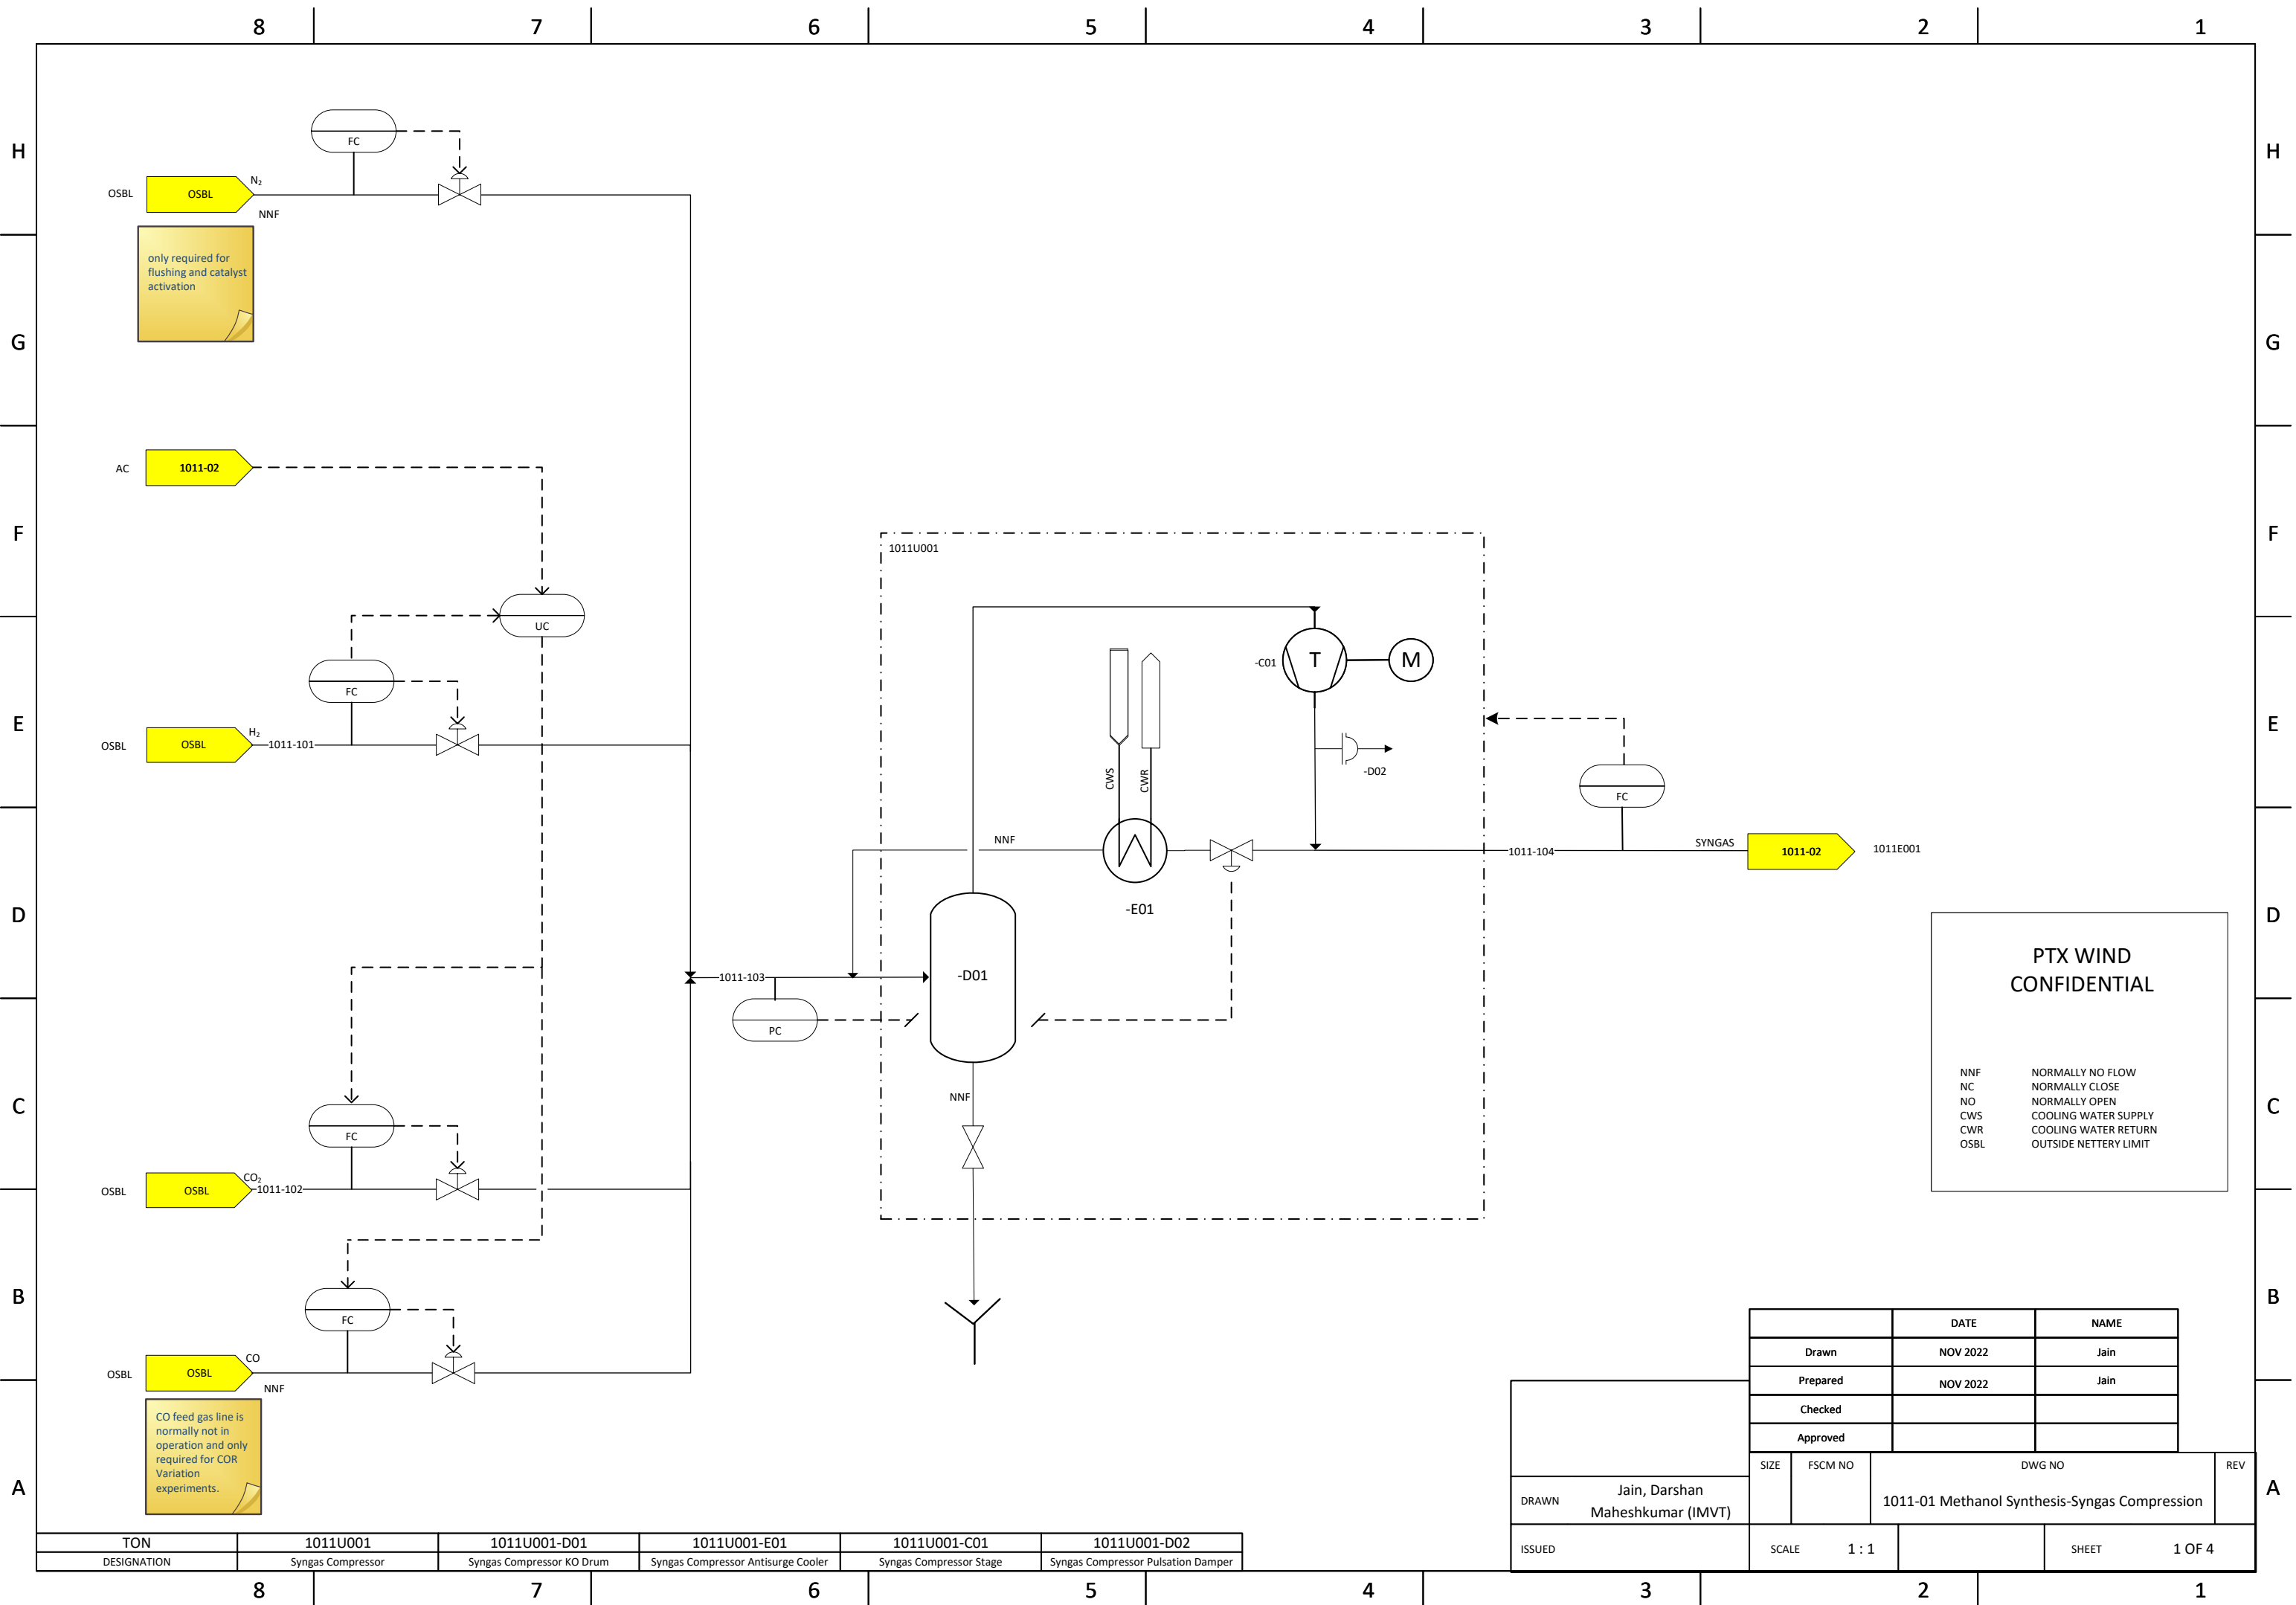 8 7 6 5 4 3 2 1
H H
FC
OSBL OSBL N₂
NNF
only required for
flushing and catalyst
activation
G G
AC 1011-02
F F
1011U001
UC
-C01 T M
FC
E E
H₂
OSBL OSBL 1011-101
CWS CWR
-D02
FC
NNF
1011-104 SYNGAS 1011-02 1011E001
-E01
D D
PTX WIND
CONFIDENTIAL
1011-103 -D01
PC
NNF NORMALLY NO FLOW
NC NORMALLY CLOSE
NO NORMALLY OPEN
CWS COOLING WATER SUPPLY
CWR COOLING WATER RETURN
OSBL OUTSIDE NETTERY LIMIT
NNF
C C
FC
CO₂
OSBL OSBL 1011-102
B B
FC
CO
OSBL OSBL
NNF
CO feed gas line is
normally not in
operation and only
required for COR
Variation
experiments.
A A
DATE NAME
Drawn NOV 2022 Jain
Prepared NOV 2022 Jain
Checked
Approved
SIZE FSCM NO DWG NO REV
1011-01 Methanol Synthesis-Syngas Compression
DRAWN Jain, Darshan
Maheshkumar (IMVT)
ISSUED SCALE 1 : 1 SHEET 1 OF 4
TON 1011U001 1011U001-D01 1011U001-E01 1011U001-C01 1011U001-D02
DESIGNATION Syngas Compressor Syngas Compressor KO Drum Syngas Compressor Antisurge Cooler Syngas Compressor Stage Syngas Compressor Pulsation Damper
8 7 6 5 4 3 2 1